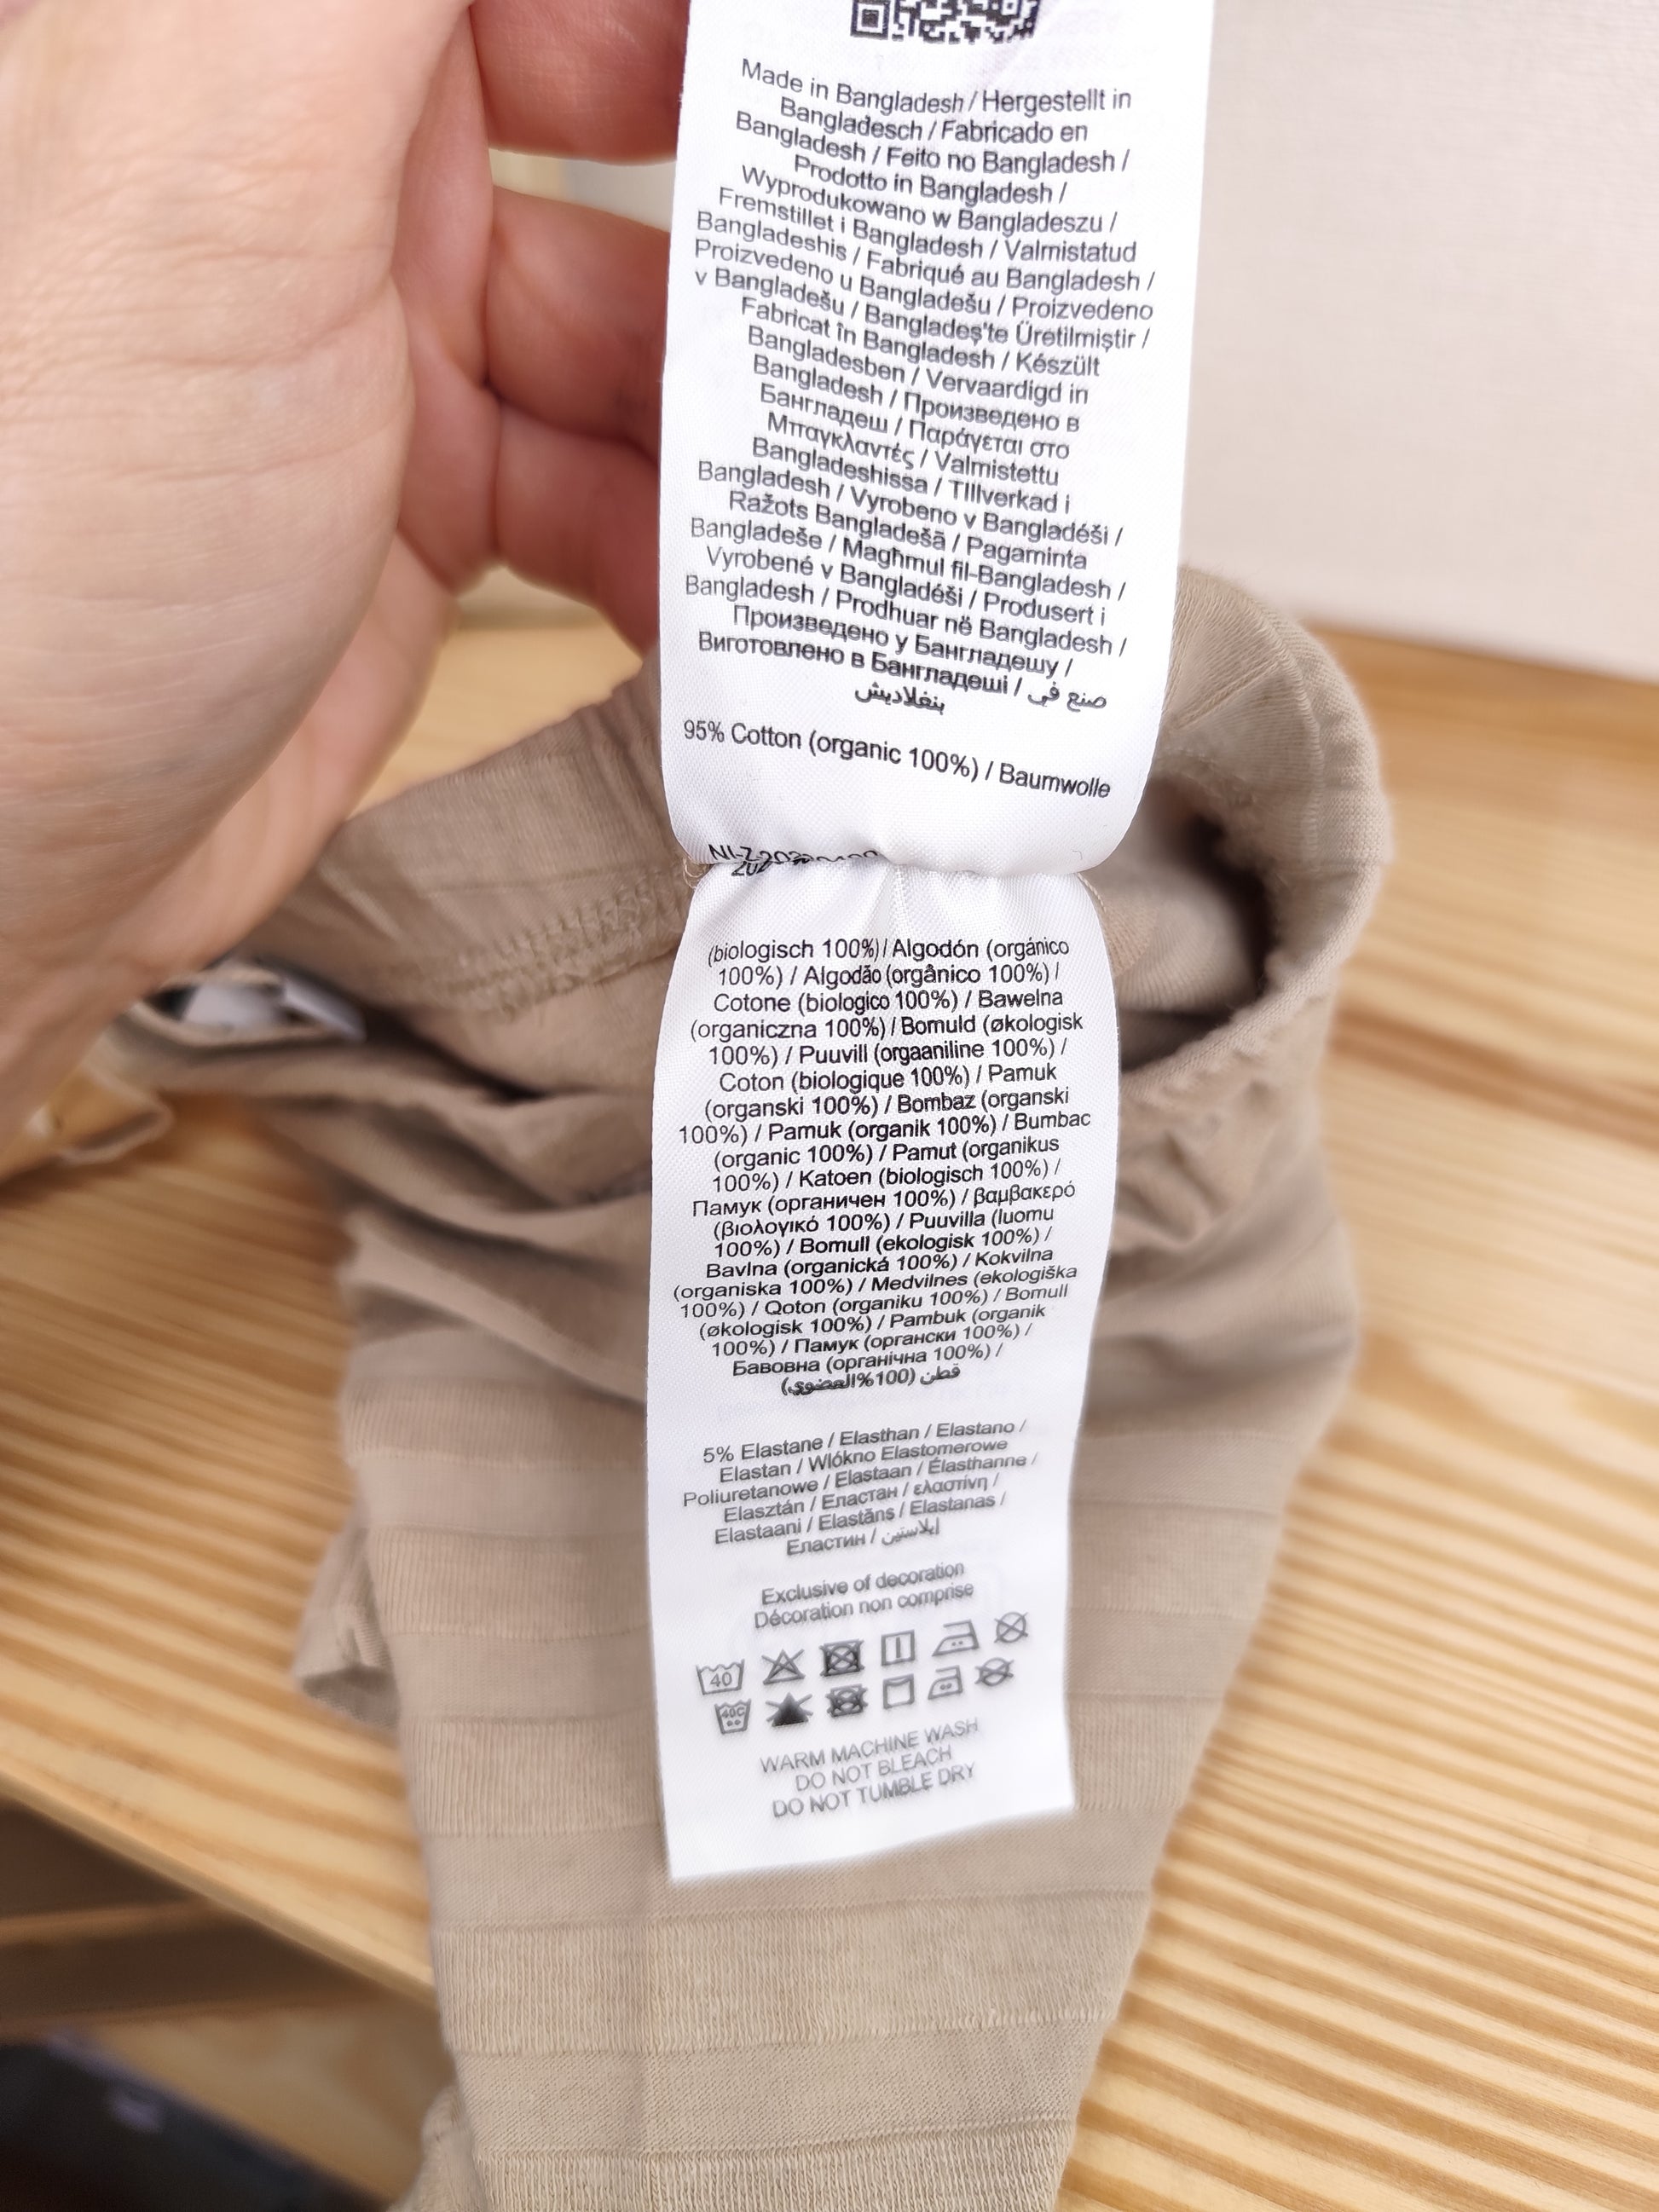 Made in Bangladesh / Hergestellt in
Bangladesch / Fabricado en
Bangladesh / Feito no Bangladesh /
Prodotto in Bangladesh /
Wyprodukowano w Bangladeszu /
Fremstillet i Bangladesh / Valmistatud
Bangladeshis / Fabriqué au Bangladesh /
Proizvedeno u Bangladešu / Proizvedeno
v Bangladešu / Bangladeş'te Üretilmiştir /
Fabricat în Bangladesh / Készült
Bangladesben / Vervaardigd in
Bangladesh / Произведено в
Бангладеш / Παράγεται στο
Μπαγκλαντές / Valmistettu
Bangladeshissa / TIllverkad i
Bangladesh / Vyrobeno v Bangladéši /
Ražots Bangladešā / Pagaminta
Bangladeše / Magħmul fil-Bangladesh /
Vyrobené v Bangladéši / Produsert i
Bangladesh / Prodhuar në Bangladesh /
Произведено у Бангладешу /
Виготовлено в Бангладеші / صنع في
بنغلاديش
95% Cotton (organic 100%) / Baumwolle
(biologisch 100%) / Algodón (orgánico
100%) / Algodão (orgânico 100%) /
Cotone (biologico 100%) / Bawełna
(organiczna 100%) / Bomuld (økologisk
100%) / Puuvill (orgaaniline 100%) /
Coton (biologique 100%) / Pamuk
(organski 100%) / Bombaz (organski
100%) / Pamuk (organik 100%) / Bumbac
(organic 100%) / Pamut (organikus
100%) / Katoen (biologisch 100%) /
Памук (органичен 100%) / βαμβακερό
(βιολογικό 100%) / Puuvilla (luomu
100%) / Bomull (ekologisk 100%) /
Bavlna (organická 100%) / Kokvilna
(organiska 100%) / Medvilnes (ekologiška
100%) / Qoton (organiku 100%) / Bomull
(økologisk 100%) / Pambuk (organik
100%) / Памук (органски 100%) /
Бавовна (органічна 100%) /
قطن (100%العضوي)
5% Elastane / Elasthan / Elastano /
Elastan / Włókno Elastomerowe
Poliuretanowe / Elastaan / Élasthanne /
Elasztán / Еластан / ελαστίνη /
Elastaani / Elastāns / Elastanas /
Еластин / إيلاستين
Exclusive of decoration
Décoration non comprise
40
40C
WARM MACHINE WASH
DO NOT BLEACH
DO NOT TUMBLE DRY